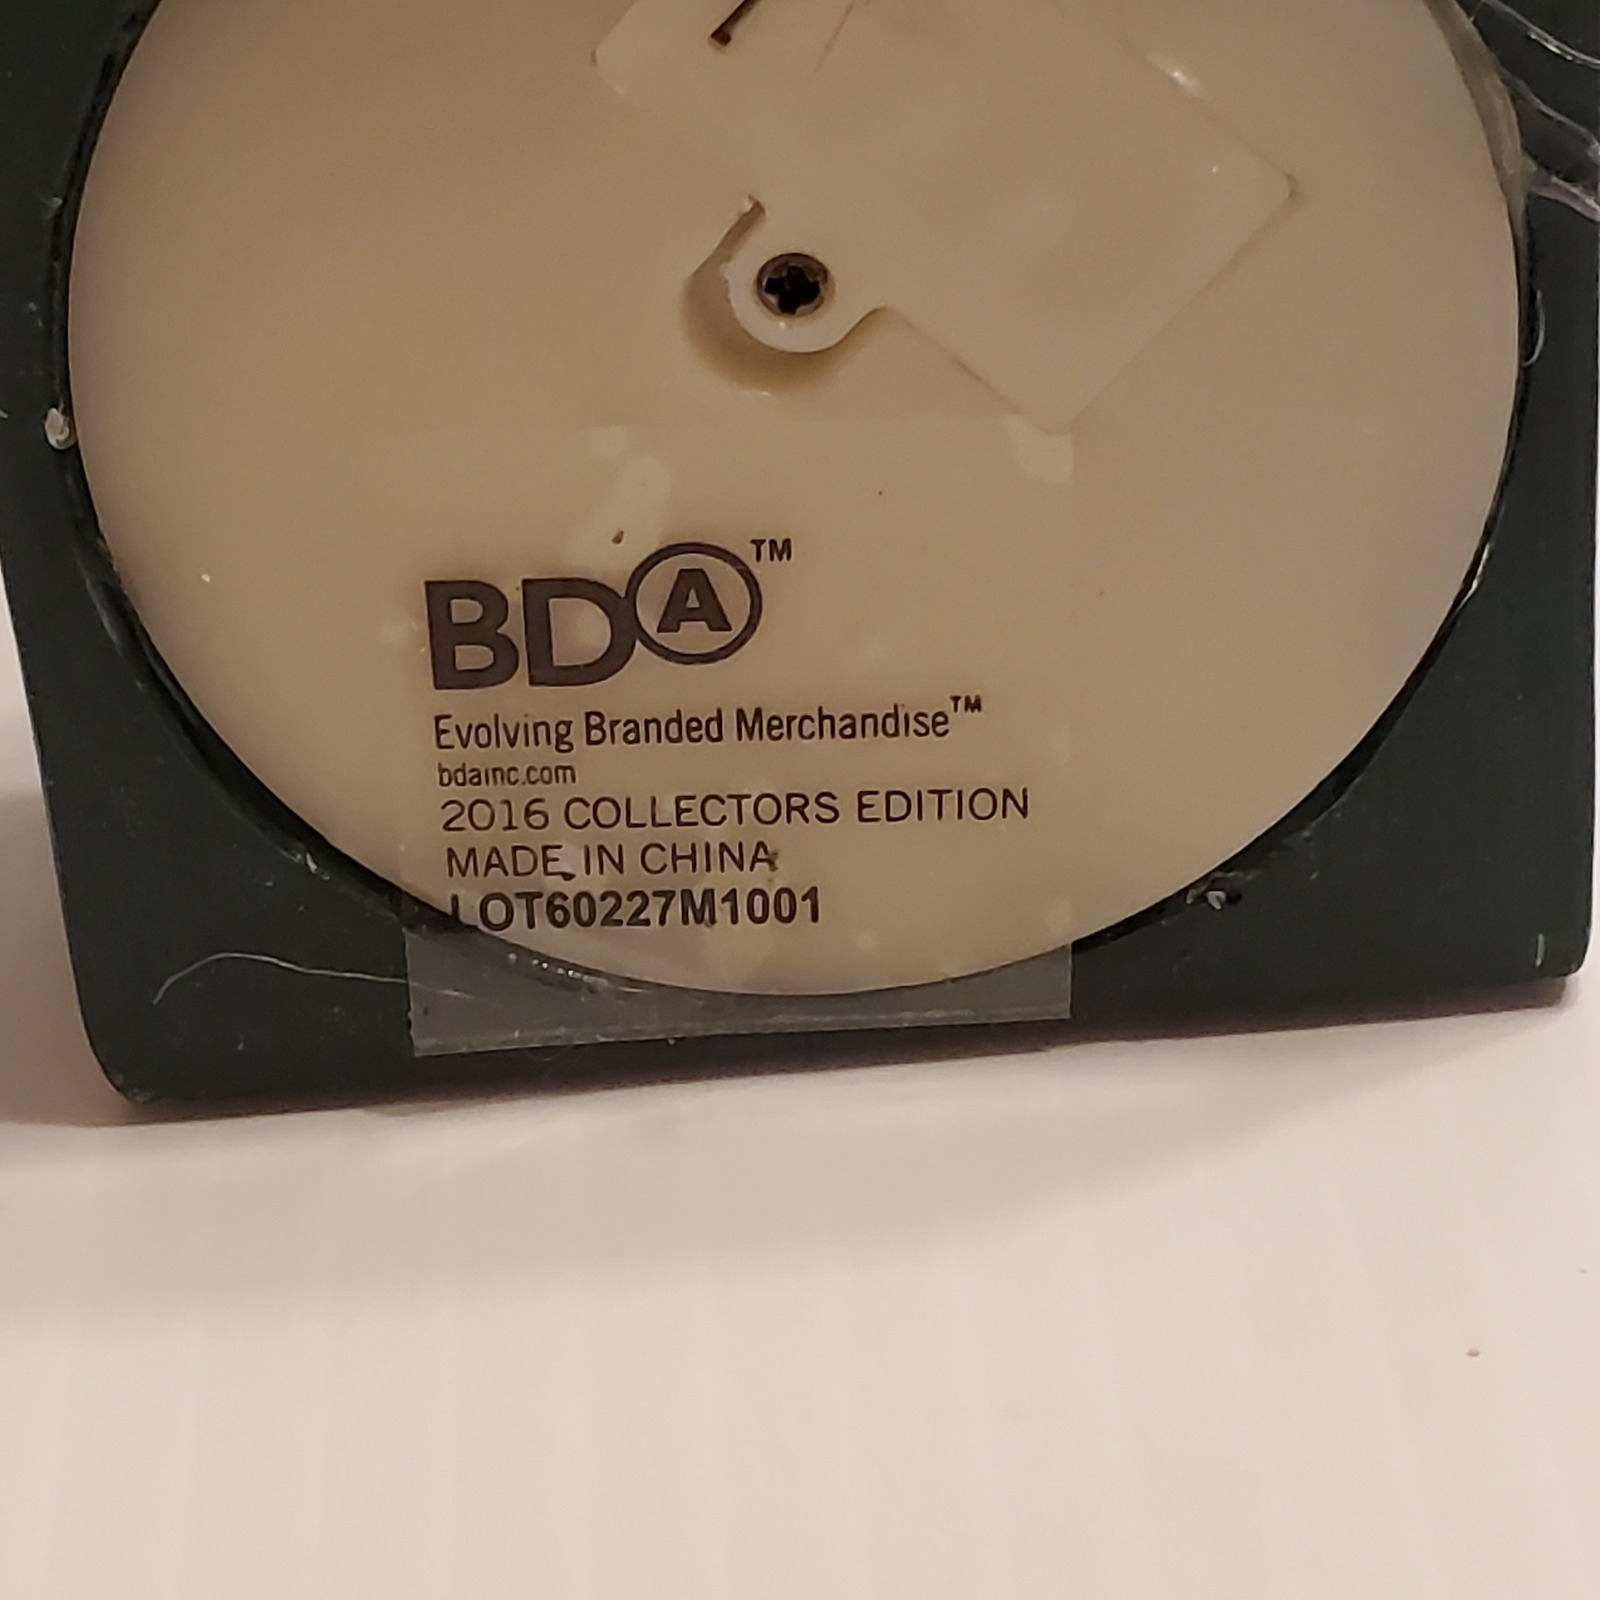 BDA™
Evolving Branded Merchandise™
bdainc.com
2016 COLLECTORS EDITION
MADE IN CHINA
LOT60227M1001